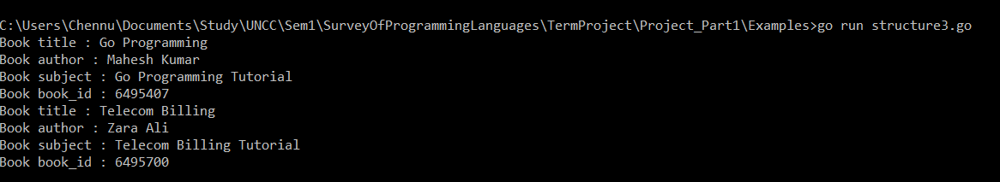 C:\Users\Chennu\Documents\Study\UNCC\Sem1\SurveyOfProgrammingLanguages\TermProject\Project_Part1\Examples>go run structure3.go
Book title : Go Programming
Book author : Mahesh Kumar
Book subject : Go Programming Tutorial
Book book_id : 6495407
Book title : Telecom Billing
Book author : Zara Ali
Book subject : Telecom Billing Tutorial
Book book_id : 6495700